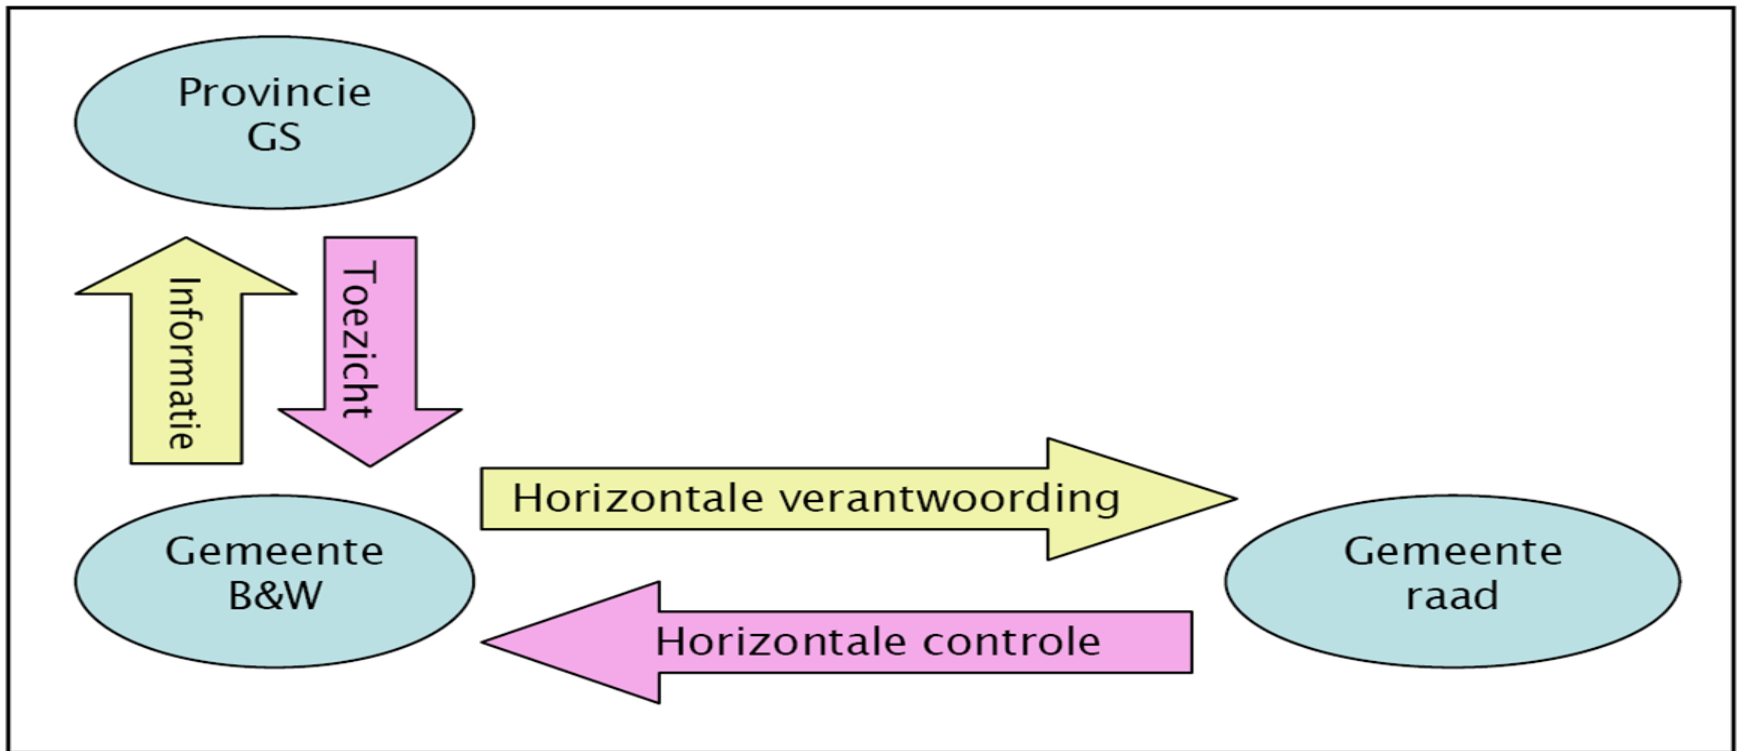 Provincie
GS
Informatie
Toezicht
Horizontale verantwoording
Gemeente
B&W
Gemeente
raad
Horizontale controle